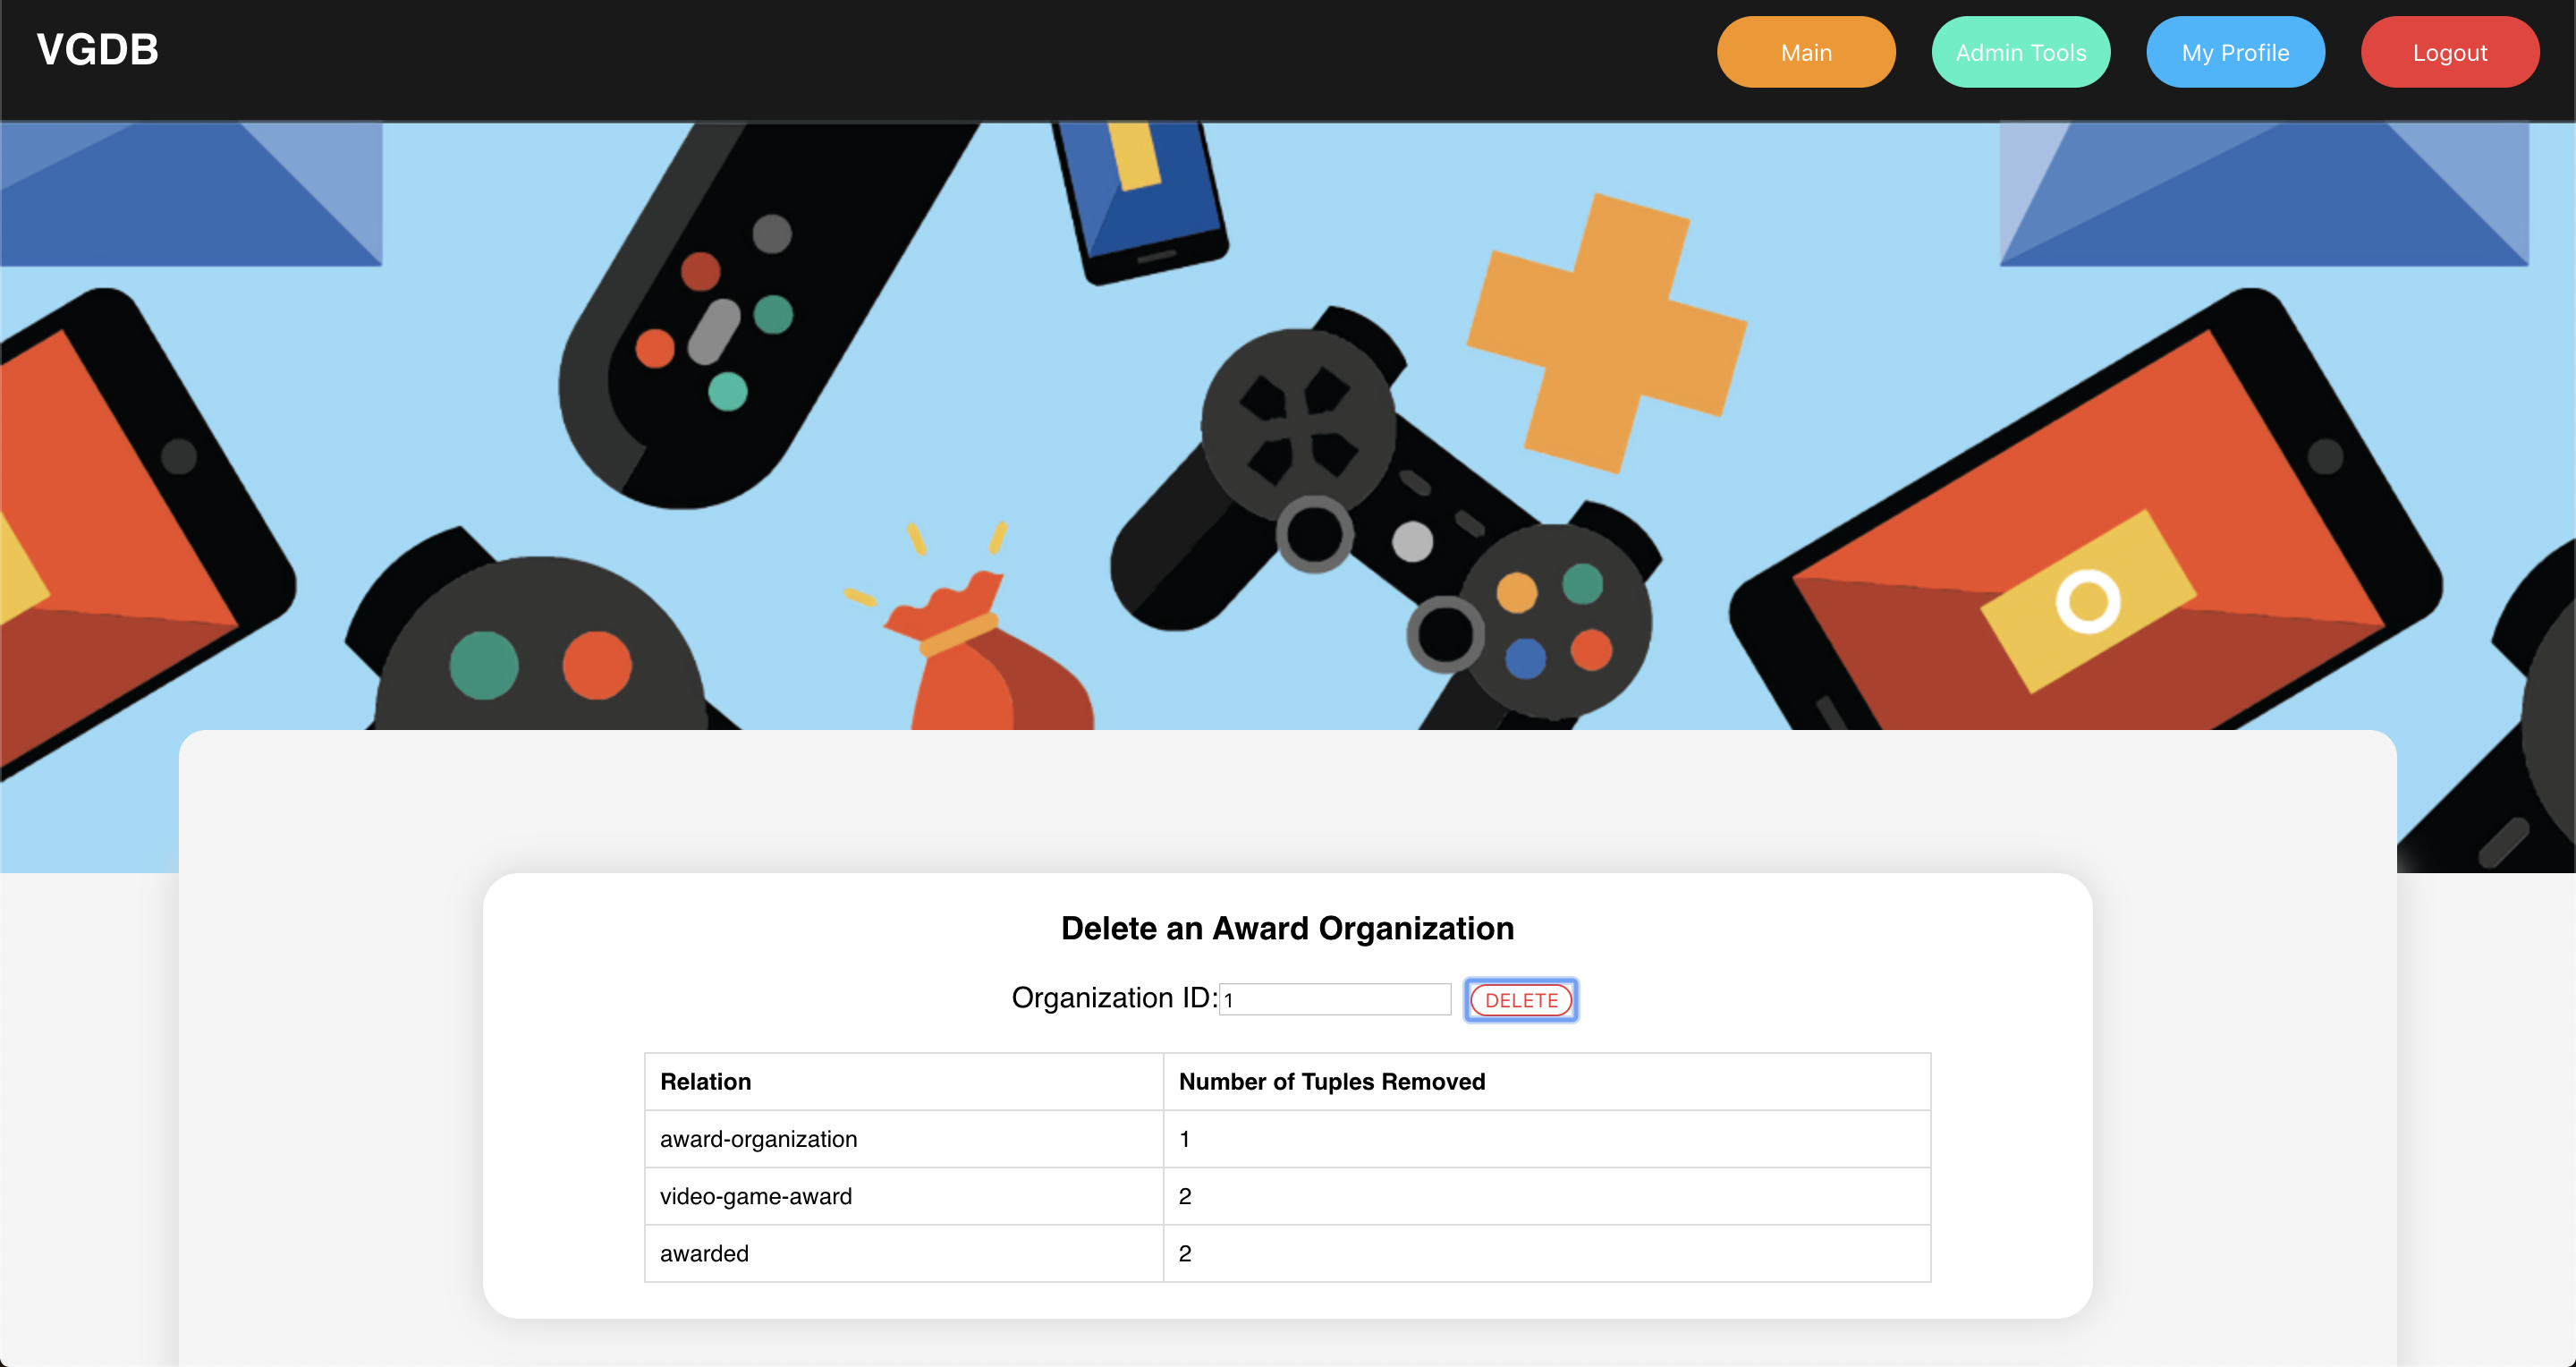 VGDB
Main
Admin Tools
My Profile
Logout
Delete an Award Organization
Organization ID: 1 DELETE
Relation Number of Tuples Removed
award-organization 1
video-game-award 2
awarded 2